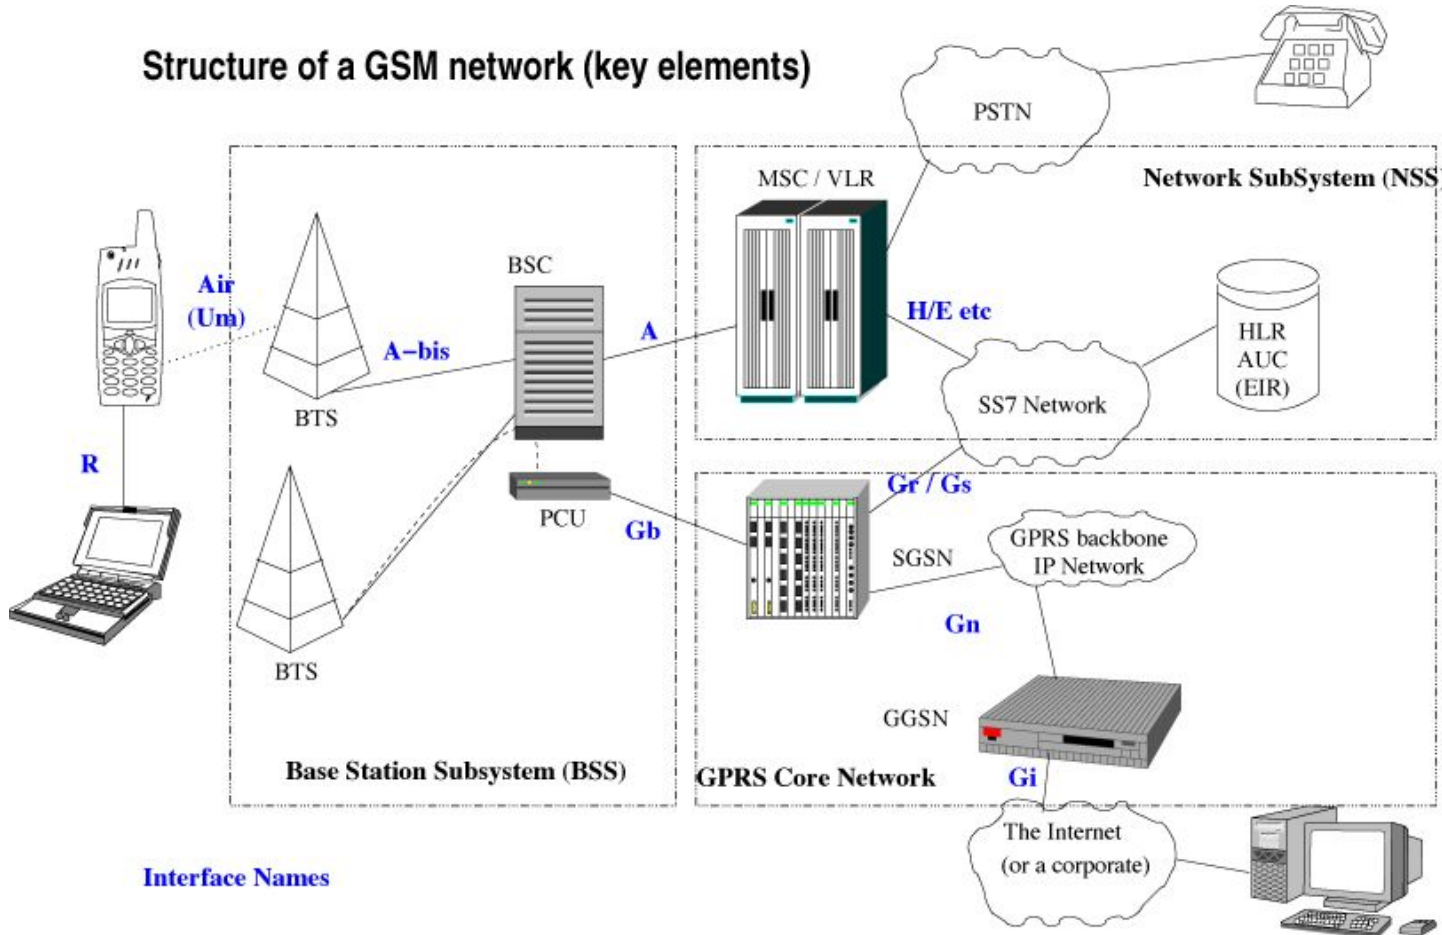 Structure of a GSM network (key elements)
PSTN
MSC / VLR
Network SubSystem (NSS)
BSC
Air
(Um)
A-bis
A
H/E etc
HLR
AUC
(EIR)
SS7 Network
BTS
R
PCU
Gb
Gr / Gs
SGSN
GPRS backbone
IP Network
Gn
BTS
GGSN
Base Station Subsystem (BSS)
GPRS Core Network
Gi
The Internet
(or a corporate)
Interface Names